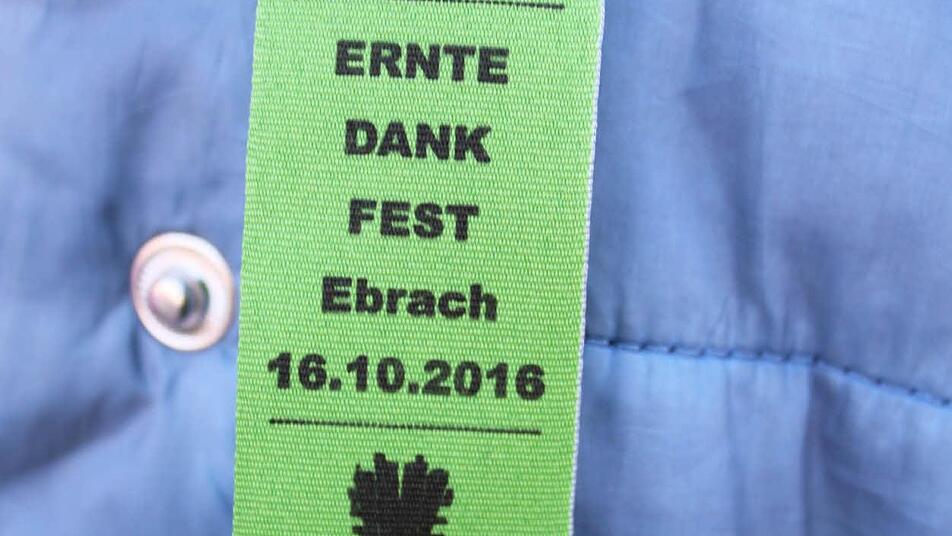 ERNTE
DANK
FEST
Ebrach
16.10.2016